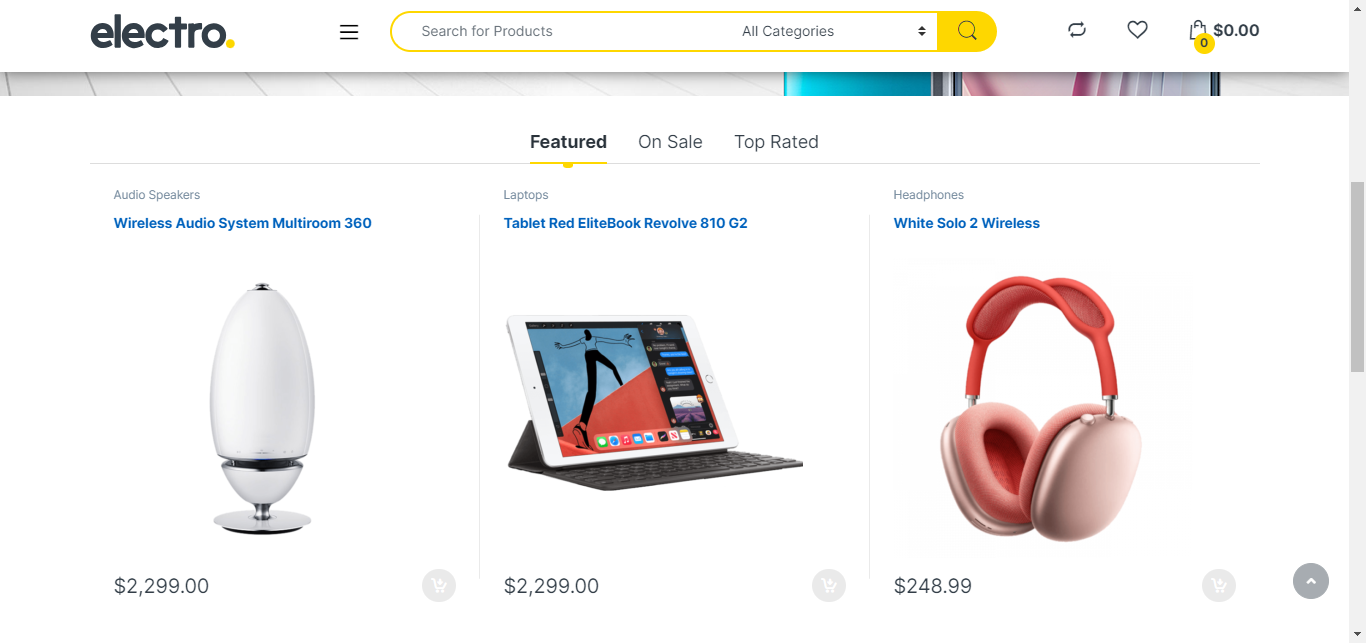 electro.
Search for Products
All Categories
$0.00
0
Featured
On Sale
Top Rated
Audio Speakers
Wireless Audio System Multiroom 360
$2,299.00
Laptops
Tablet Red EliteBook Revolve 810 G2
$2,299.00
Headphones
White Solo 2 Wireless
$248.99